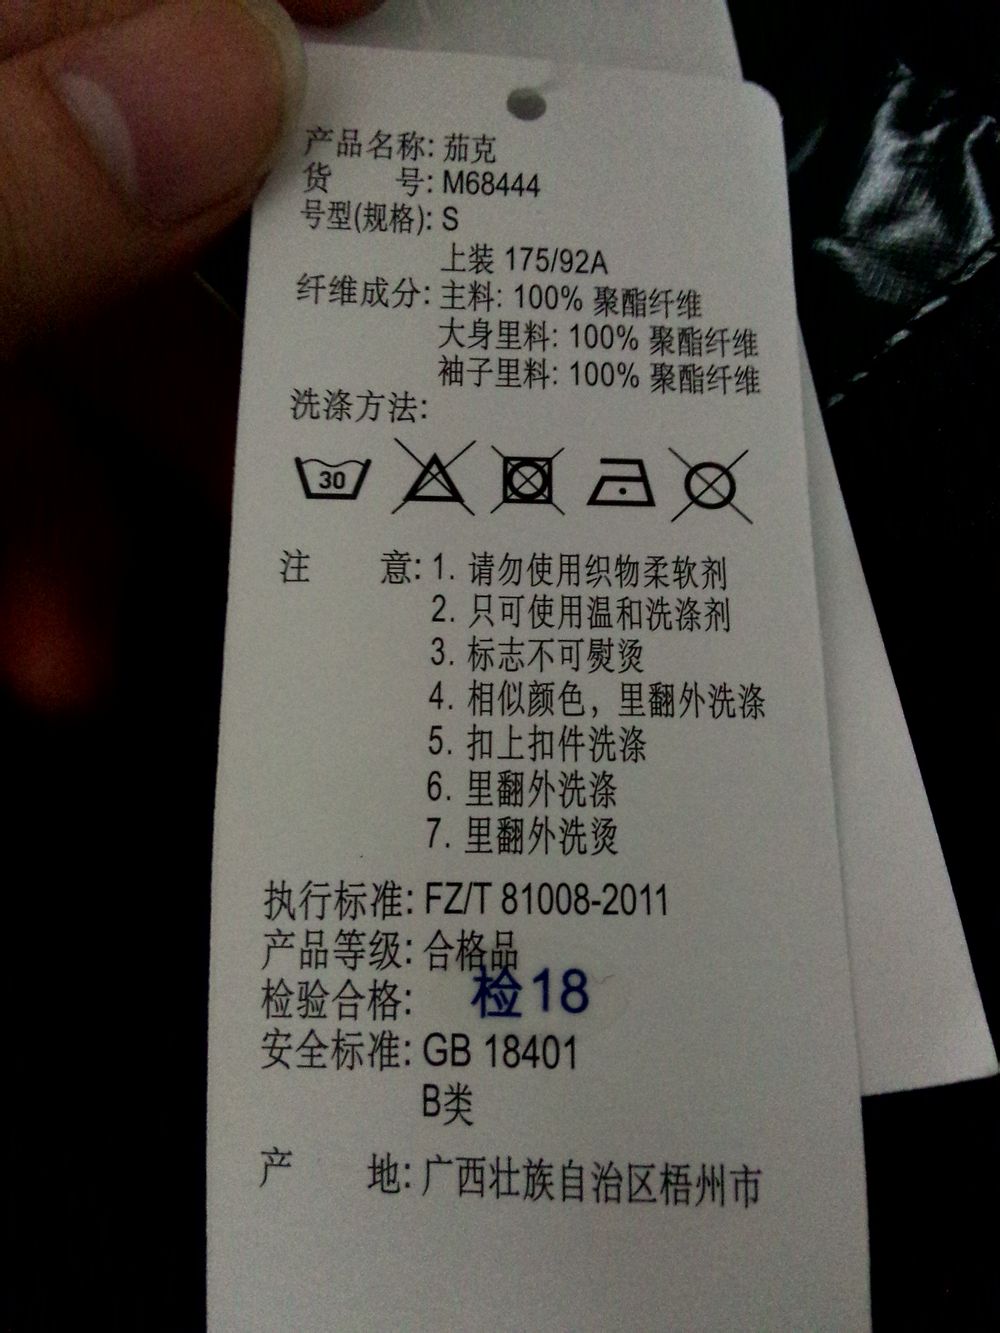 产品名称: 茄克
货 号: M68444
号型(规格): S
上装 175/92A
纤维成分: 主料: 100% 聚酯纤维
大身里料: 100% 聚酯纤维
袖子里料: 100% 聚酯纤维
洗涤方法:
30
注 意: 1. 请勿使用织物柔软剂
2. 只可使用温和洗涤剂
3. 标志不可熨烫
4. 相似颜色，里翻外洗涤
5. 扣上扣件洗涤
6. 里翻外洗涤
7. 里翻外洗烫
执行标准: FZ/T 81008-2011
产品等级: 合格品
检验合格: 检18
安全标准: GB 18401
B类
产 地: 广西壮族自治区梧州市